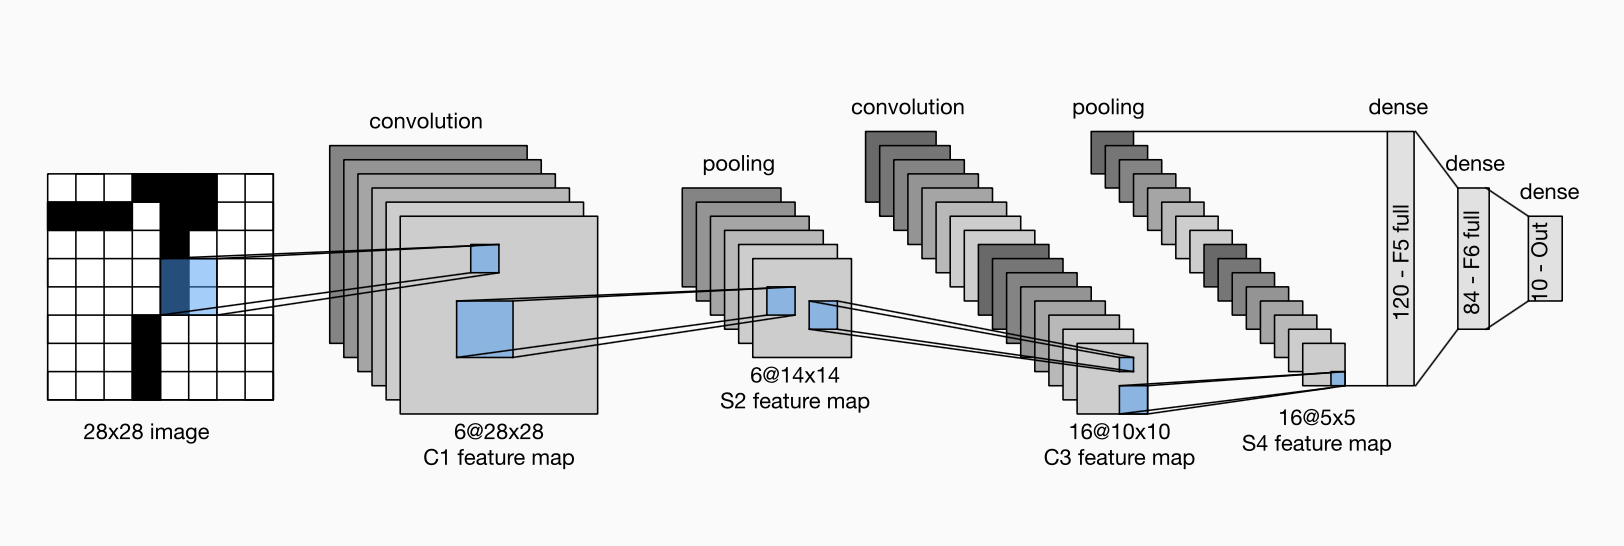 convolution
pooling
convolution
pooling
dense
dense
dense
28x28 image
6@28x28
C1 feature map
6@14x14
S2 feature map
16@10x10
C3 feature map
16@5x5
S4 feature map
120 - F5 full
84 - F6 full
10 - Out